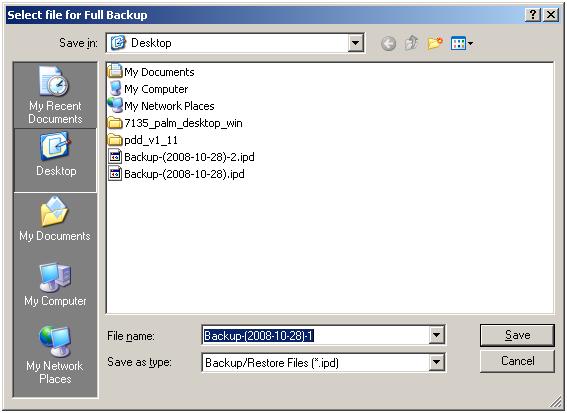 Select file for Full Backup
Save in: Desktop
My Recent Documents
Desktop
My Documents
My Computer
My Network Places
My Documents
My Computer
My Network Places
7135_palm_desktop_win
pdd_v1_11
Backup-(2008-10-28)-2.ipd
Backup-(2008-10-28).ipd
File name: Backup-(2008-10-28)-1 Save
Save as type: Backup/Restore Files (*.ipd) Cancel